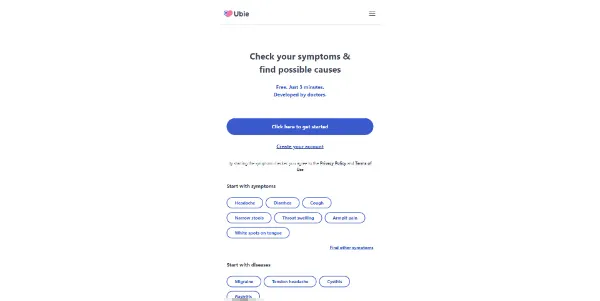 Ubie
Check your symptoms &
find possible causes
Free. Just 3 minutes.
Developed by doctors.
Click here to get started
Create your account
By starting the symptom checker, you agree to the Privacy Policy and Terms of
Use
Start with symptoms
Headache Diarrhea Cough
Narrow stools Throat swelling Armpit pain
White spots on tongue
Find other symptoms
Start with diseases
Migraine Tension headache Cystitis